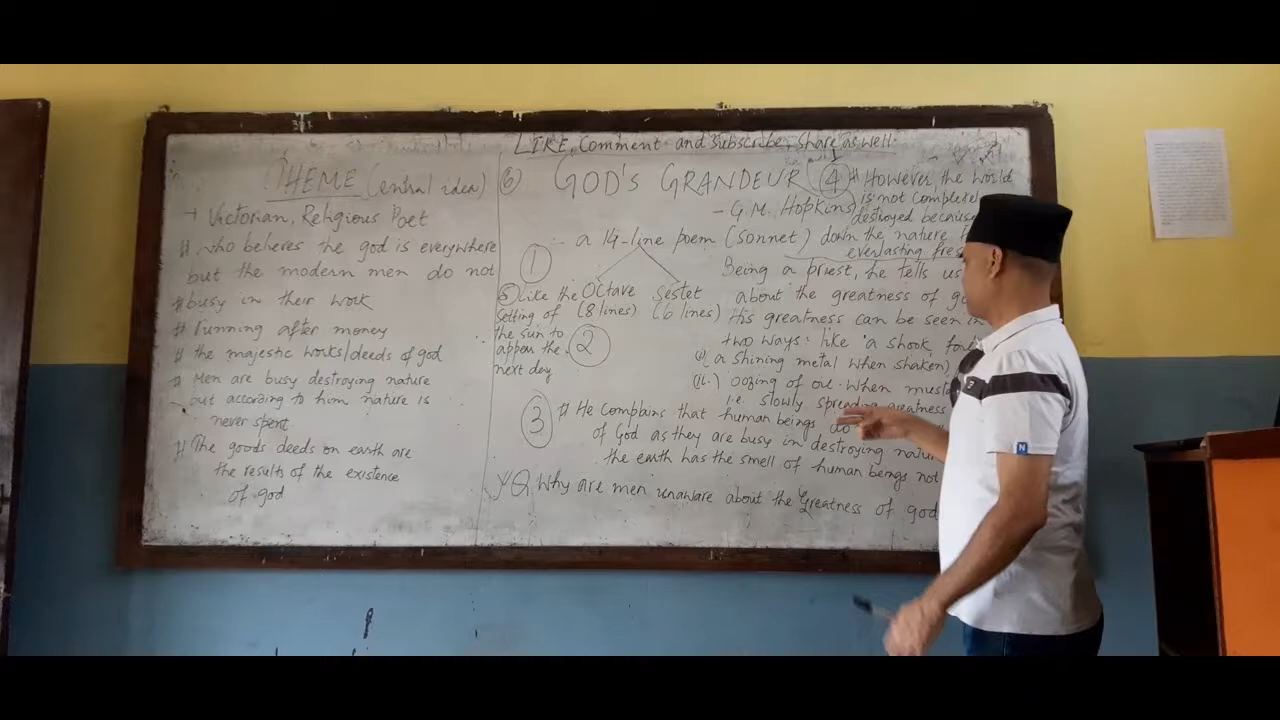 LIKE, Comment and Subscribe, Share as well
THEME (Central idea)
→ Victorian, Religious Poet
# who believes the god is everywhere
but the modern men do not
# busy in their work
# running after money
# the majestic works/deeds of god
# Men are busy destroying nature
but according to him nature is
never spent
# The goods deeds on earth are
the results of the existence
of god
6 GOD'S GRANDEUR
- G.M. Hopkins
1 a 14-line poem (sonnet)
Octave Sestet
(8 lines) (6 lines)
5 Like the
setting of
the sun to
appear the
next day
2 Being a priest, he tells us
about the greatness of
His greatness can be seen in
two ways: like 'a shook,
(i) a shining metal when shaken)
(ii.) oozing of oil when
i.e. slowly spreading greatness
3 # He complains that human beings do
of God as they are busy in destroying
the earth has the smell of human beings not
Q Why are men unaware about the Greatness of god
4 # However, the world
is not completely
destroyed because
down the nature
everlasting
N